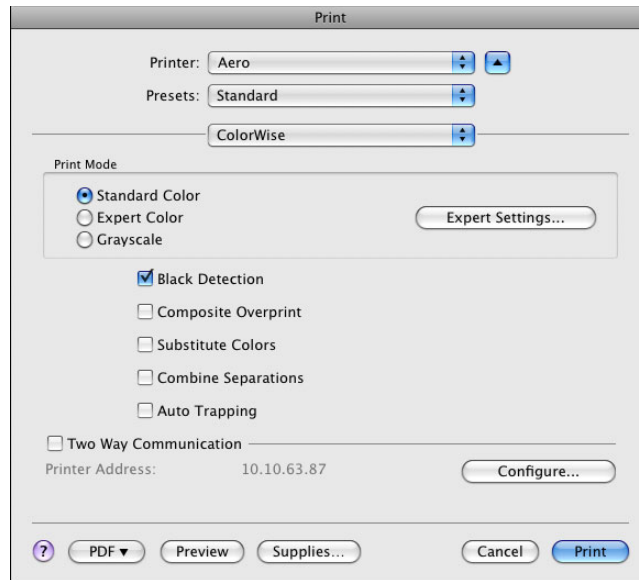 Print
Printer: Aero
Presets: Standard
ColorWise
Print Mode
Standard Color
Expert Color
Expert Settings...
Grayscale
Black Detection
Composite Overprint
Substitute Colors
Combine Separations
Auto Trapping
Two Way Communication
Printer Address: 10.10.63.87
Configure...
? PDF▼ Preview Supplies... Cancel Print